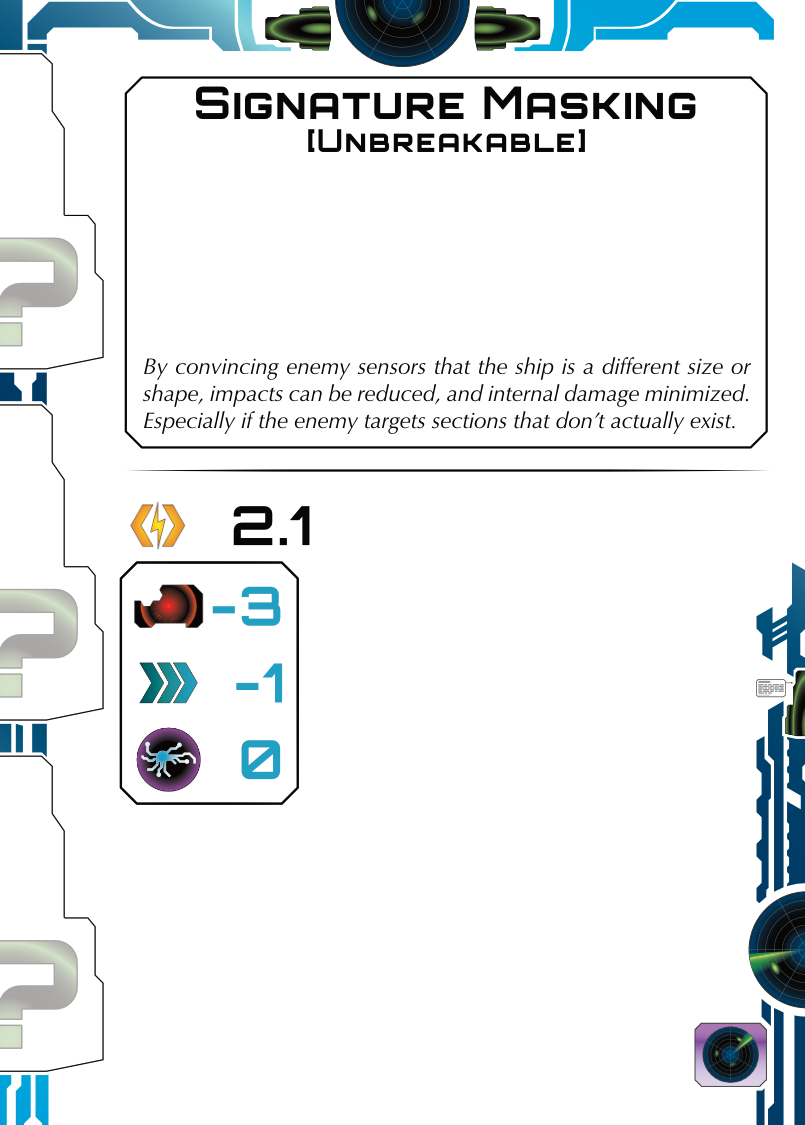 Signature Masking
[Unbreakable]
By convincing enemy sensors that the ship is a different size or
shape, impacts can be reduced, and internal damage minimized.
Especially if the enemy targets sections that don't actually exist.
2.1
-3
-1
0
?
?
?